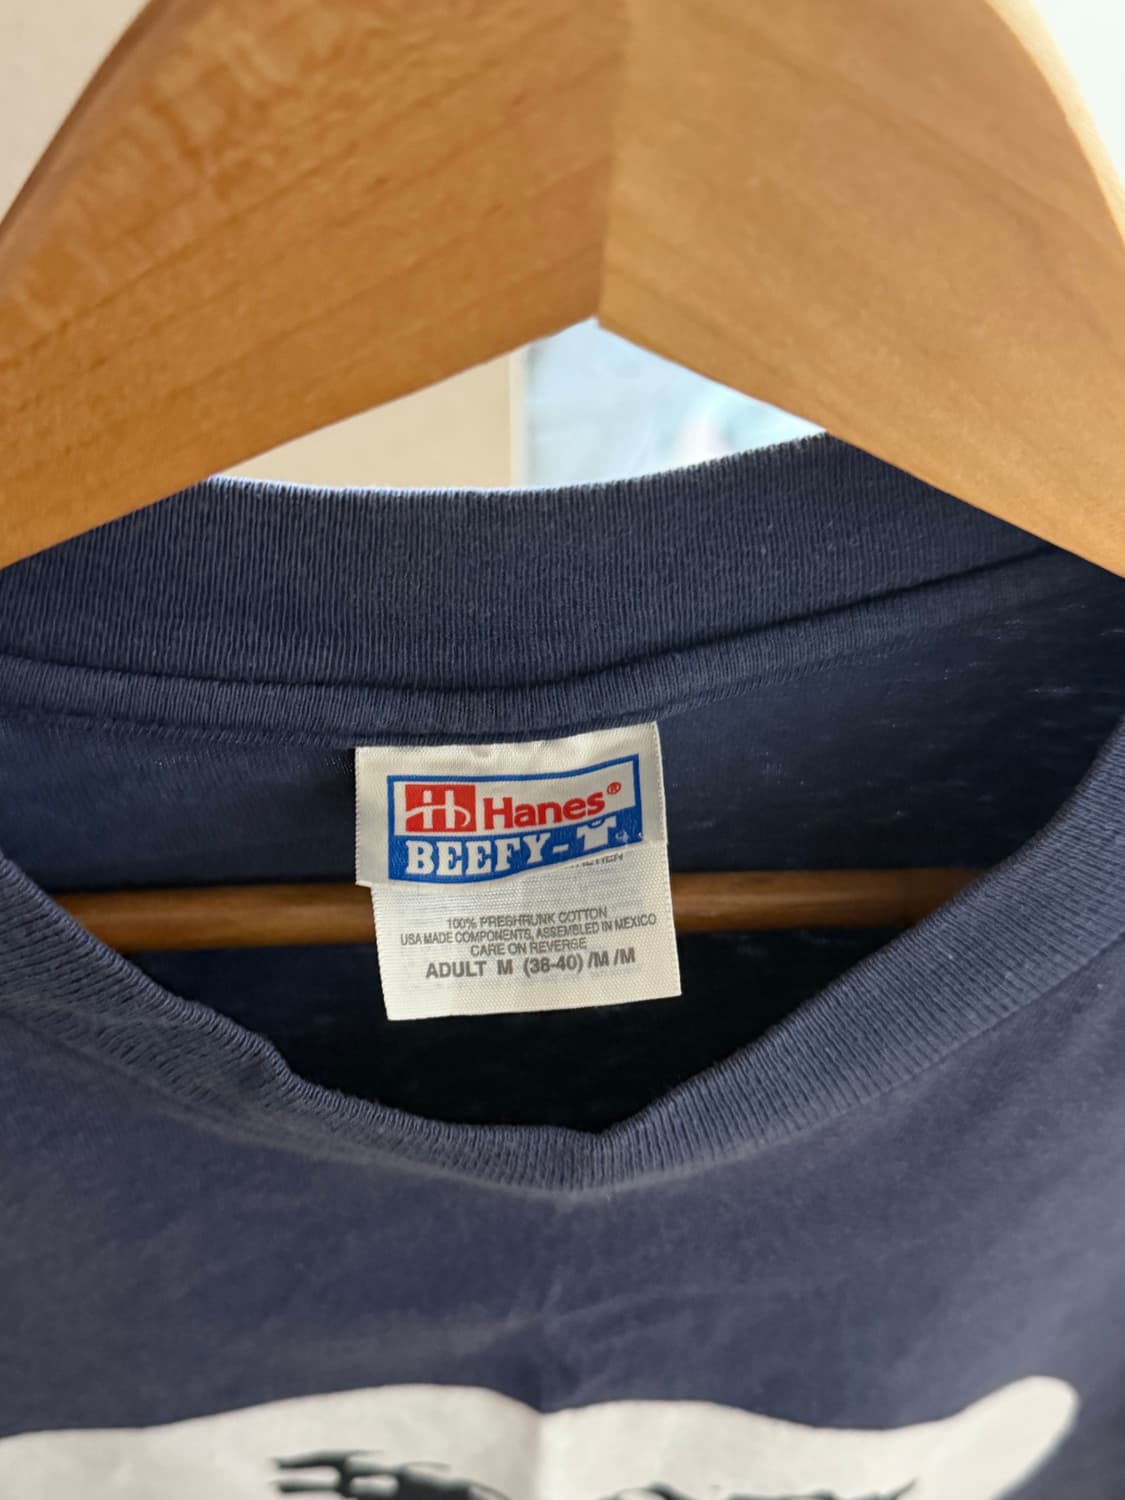 Hanes®
BEEFY-T
100% PRESHRUNK COTTON
USA MADE COMPONENTS, ASSEMBLED IN MEXICO
CARE ON REVERSE
ADULT M (38-40) /M /M